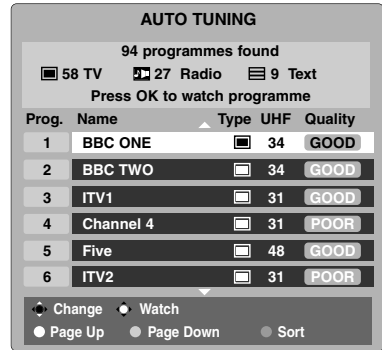 AUTO TUNING
94 programmes found
58 TV 27 Radio 9 Text
Press OK to watch programme
Prog. Name Type UHF Quality
1 BBC ONE 34 GOOD
2 BBC TWO 34 GOOD
3 ITV1 31 GOOD
4 Channel 4 31 POOR
5 Five 48 GOOD
6 ITV2 31 POOR
Change Watch
Page Up Page Down Sort